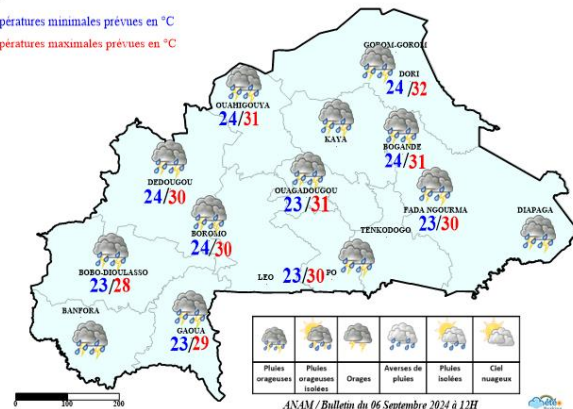 pératures minimales prévues en °C
pératures maximales prévues en °C
GOROM-GOROM
DORI
24/32
OUAHIGOUYA
24/31
KAYA
BOGANDE
24/31
DEDOUGOU
24/30
OUAGADOUGOU
23/31
FADA NGOURMA
23/30
DIAPAGA
BOROMO
24/30
TENKODOGO
BOBO-DIOULASSO
23/28
LEO
23/30
PO
BANFORA
GAOUA
23/29
Pluies orageuses
Pluies orageuses isolées
Orages
Averses de pluies
Pluies isolées
Ciel nuageux
0 100 200
ANAM / Bulletin du 06 Septembre 2024 à 12H